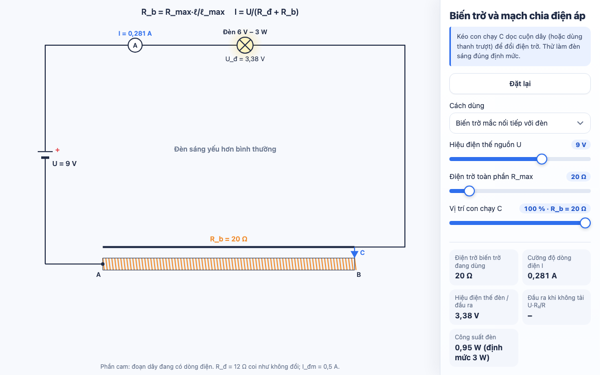 R_b = R_max·ℓ/ℓ_max I = U/(R_đ + R_b)
I = 0,281 A
A
Đèn 6 V – 3 W
U_đ = 3,38 V
+
U = 9 V
Đèn sáng yếu hơn bình thường
R_b = 20 Ω
C
A
B
Phần cam: đoạn dây đang có dòng điện. R_đ = 12 Ω coi như không đổi; I_đm = 0,5 A.
Biến trở và mạch chia điện áp
Kéo con chạy C dọc cuộn dây (hoặc dùng
thanh trượt) để đổi điện trở. Thử làm đèn
sáng đúng định mức.
Đặt lại
Cách dùng
Biến trở mắc nối tiếp với đèn
Hiệu điện thế nguồn U
9 V
Điện trở toàn phần R_max
20 Ω
Vị trí con chạy C
100 % · R_b = 20 Ω
Điện trở biến trở
đang dùng
20 Ω
Cường độ dòng
điện I
0,281 A
Hiệu điện thế đèn /
đầu ra
3,38 V
Đầu ra khi không tải
U·R₂/R
–
Công suất đèn
0,95 W (định
mức 3 W)